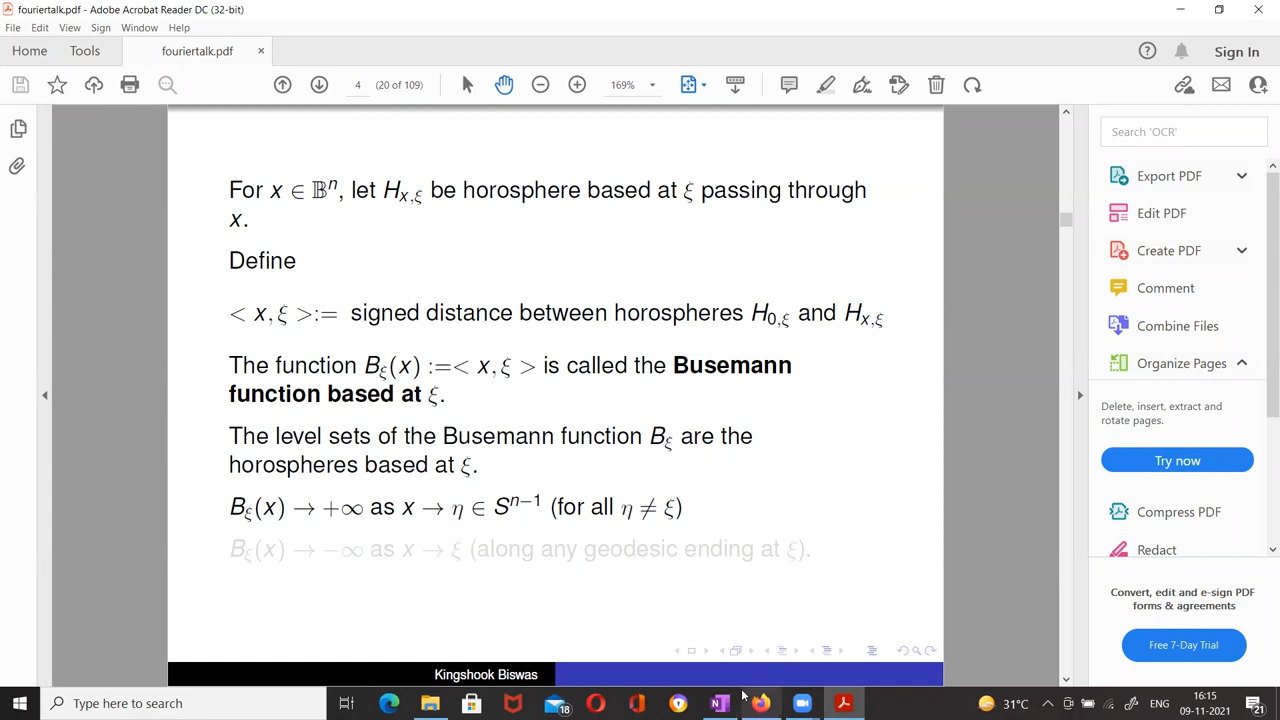 fouriertalk.pdf - Adobe Acrobat Reader DC (32-bit)
File Edit View Sign Window Help
Home Tools fouriertalk.pdf × Sign In
4 (20 of 109) 169%
Search 'OCR'
For x ∈ 𝔹ⁿ, let H_{x,ξ} be horosphere based at ξ passing through
x.
Define
< x, ξ >:= signed distance between horospheres H_{0,ξ} and H_{x,ξ}
The function B_ξ(x) :=< x, ξ > is called the Busemann
function based at ξ.
The level sets of the Busemann function B_ξ are the
horospheres based at ξ.
B_ξ(x) → +∞ as x → η ∈ S^{n−1} (for all η ≠ ξ)
B_ξ(x) → −∞ as x → ξ (along any geodesic ending at ξ).
Kingshook Biswas
Export PDF
Edit PDF
Create PDF
Comment
Combine Files
Organize Pages
Delete, insert, extract and
rotate pages.
Try now
Compress PDF
Redact
Convert, edit and e-sign PDF
forms & agreements
Free 7-Day Trial
Type here to search
18
31°C
ENG
16:15
09-11-2021
21